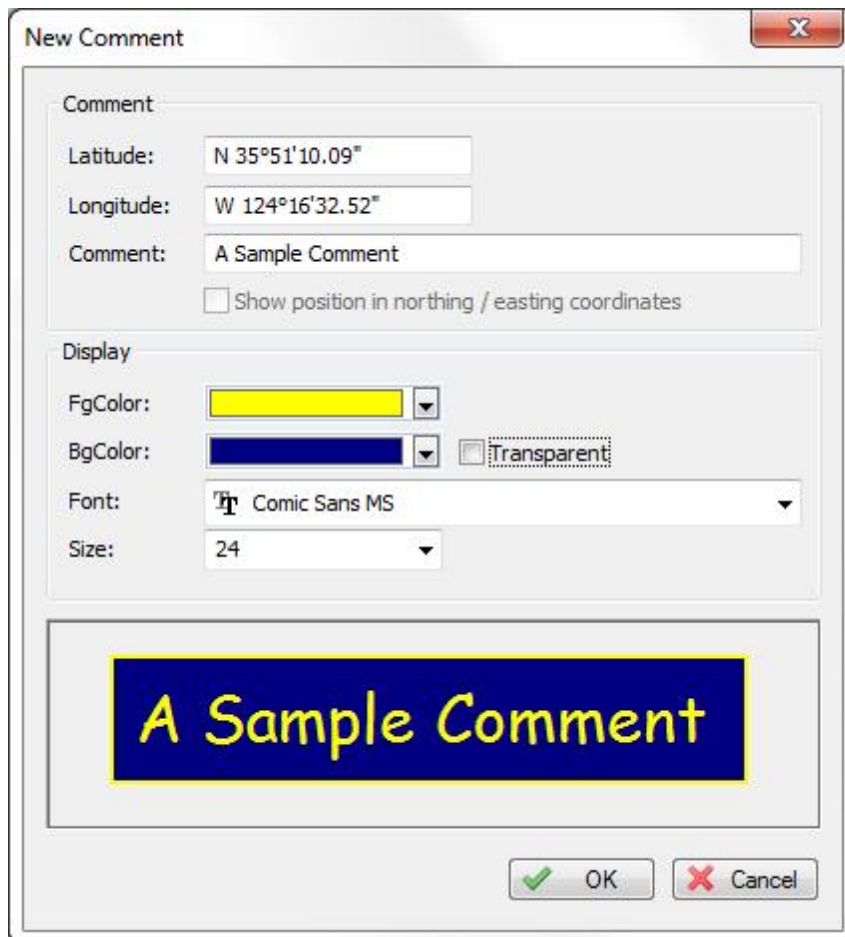 New Comment
Comment
Latitude: N 35°51'10.09"
Longitude: W 124°16'32.52"
Comment: A Sample Comment
Show position in northing / easting coordinates
Display
FgColor:
BgColor: Transparent
Font: Comic Sans MS
Size: 24
A Sample Comment
OK Cancel